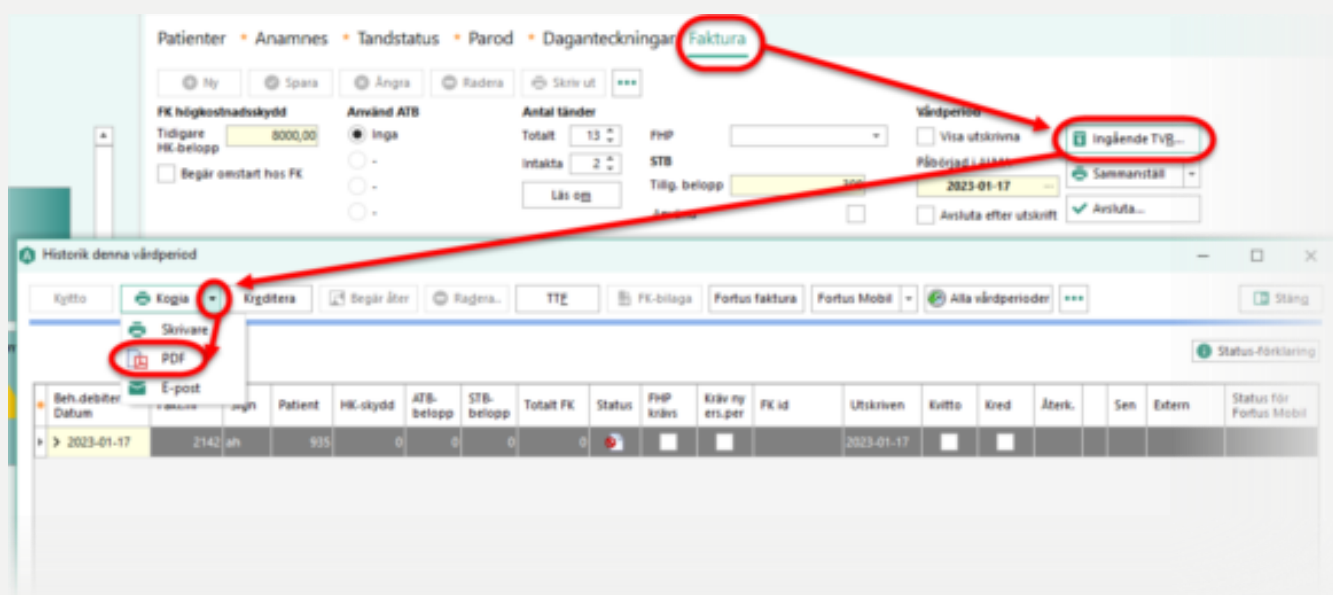 Patienter • Anamnes • Tandstatus • Parod • Daganteckningar Faktura
Ny Spara Ångra Radera Skriv ut •••
FK högkostnadsskydd Använd ATB Antal tänder Vårdperiod
Tidigare HK-belopp 8000,00 Inga Totalt 13 FHP Visa utskrivna Ingående TVB...
Begär omstart hos FK - Intakta 2 STB Påbörjad i Sammanställ
- Läs om Tillg. belopp 300 2023-01-17 ...
- Använd Avsluta efter utskrift Avsluta...
Historik denna vårdperiod
Kvitto Kopia Kreditera Begär åter Radera.. TTE FK-bilaga Fortus faktura Fortus Mobil Alla vårdperioder ••• Stäng
Skrivare
PDF Status-förklaring
E-post
Beh.debiter Datum Sign Patient HK-skydd ATB-belopp STB-belopp Totalt FK Status FHP krävs Kräv ny ers.per FK id Utskriven Kvitto Kred Återk. Sen Extern Status för Fortus Mobil
2023-01-17 2142 ah 935 0 0 0 0 2023-01-17